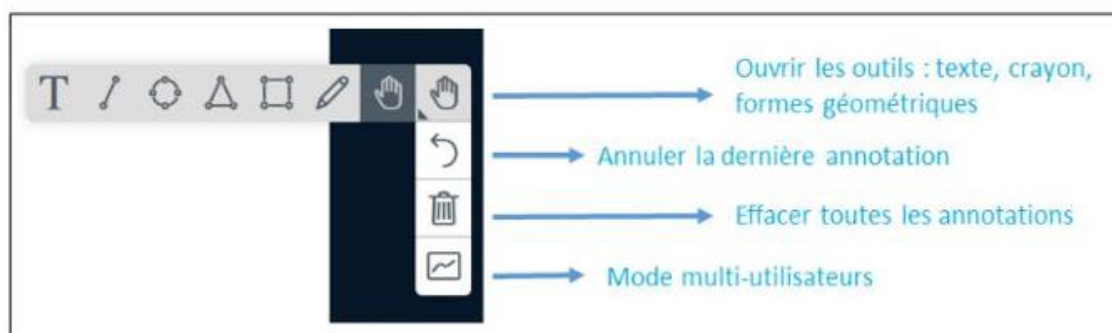 T
Ouvrir les outils : texte, crayon,
formes géométriques
Annuler la dernière annotation
Effacer toutes les annotations
Mode multi-utilisateurs